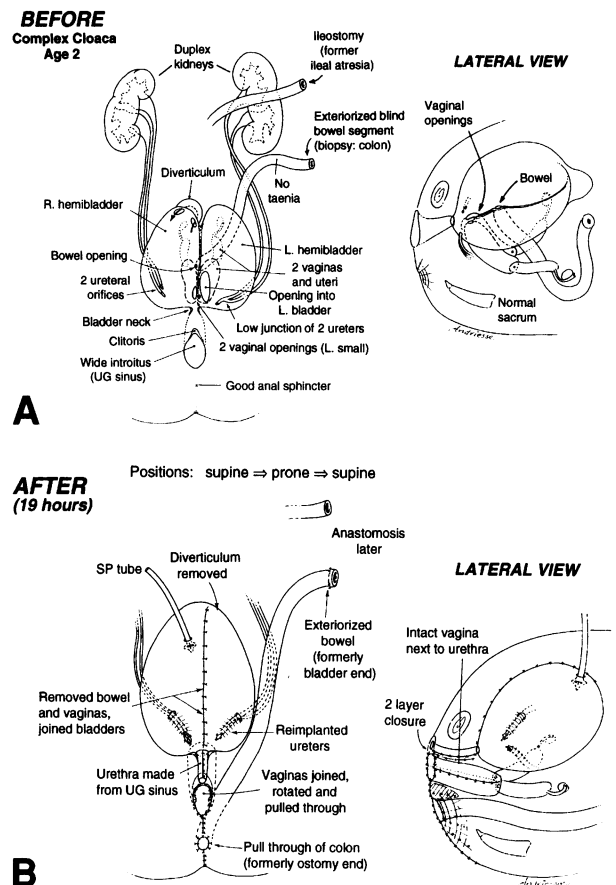 BEFORE
Complex Cloaca
Age 2
Duplex
kidneys
Ileostomy
(former
ileal atresia)
Exteriorized blind
bowel segment
(biopsy: colon)
Diverticulum
No
taenia
R. hemibladder
L. hemibladder
Bowel opening
2 vaginas
and uteri
2 ureteral
orifices
Opening into
L. bladder
Bladder neck
Low junction of 2 ureters
Clitoris
2 vaginal openings (L. small)
Wide introitus
(UG sinus)
Good anal sphincter
LATERAL VIEW
Vaginal
openings
Bowel
Normal
sacrum
Andriesse
A
AFTER
(19 hours)
Positions: supine ⇒ prone ⇒ supine
Anastomosis
later
SP tube
Diverticulum
removed
Exteriorized
bowel
(formerly
bladder end)
Removed bowel
and vaginas,
joined bladders
Reimplanted
ureters
Urethra made
from UG sinus
Vaginas joined,
rotated and
pulled through
Pull through of colon
(formerly ostomy end)
LATERAL VIEW
Intact vagina
next to urethra
2 layer
closure
Andriesse
B